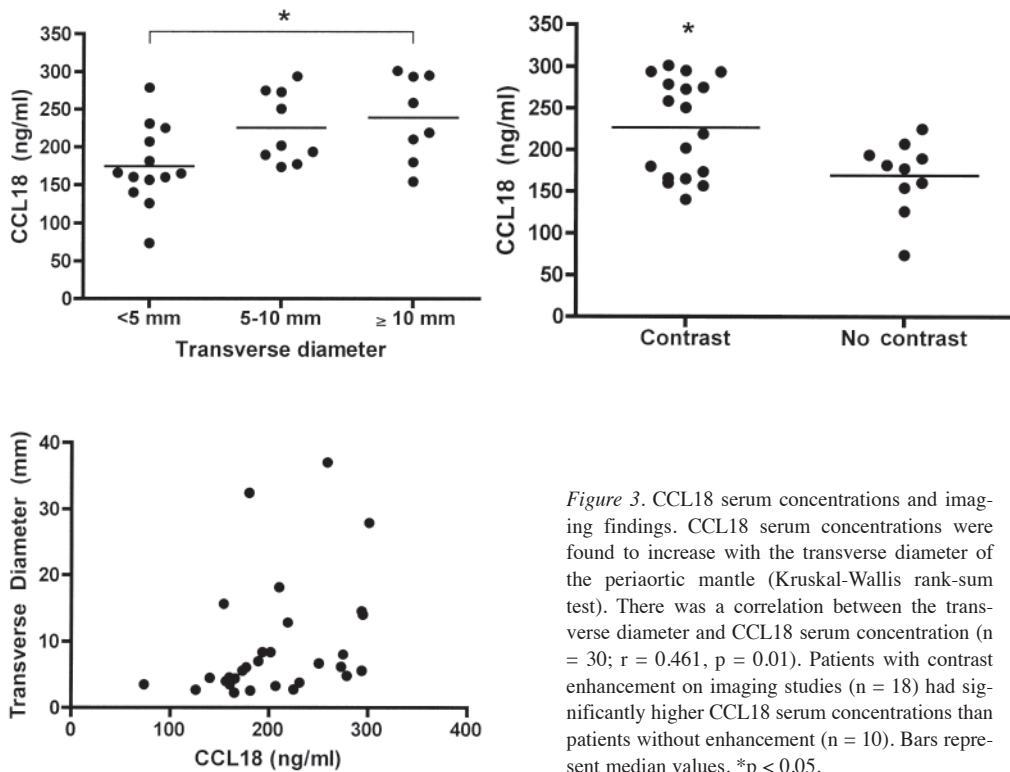 *
350
300
250
200
150
100
50
0
CCL18 (ng/ml)
<5 mm 5-10 mm ≥ 10 mm
Transverse diameter
*
350
300
250
200
150
100
50
0
CCL18 (ng/ml)
Contrast No contrast
40
30
20
10
0
Transverse Diameter (mm)
0 100 200 300 400
CCL18 (ng/ml)
Figure 3. CCL18 serum concentrations and imag-
ing findings. CCL18 serum concentrations were
found to increase with the transverse diameter of
the periaortic mantle (Kruskal-Wallis rank-sum
test). There was a correlation between the trans-
verse diameter and CCL18 serum concentration (n
= 30; r = 0.461, p = 0.01). Patients with contrast
enhancement on imaging studies (n = 18) had sig-
nificantly higher CCL18 serum concentrations than
patients without enhancement (n = 10). Bars repre-
sent median values. *p < 0.05.